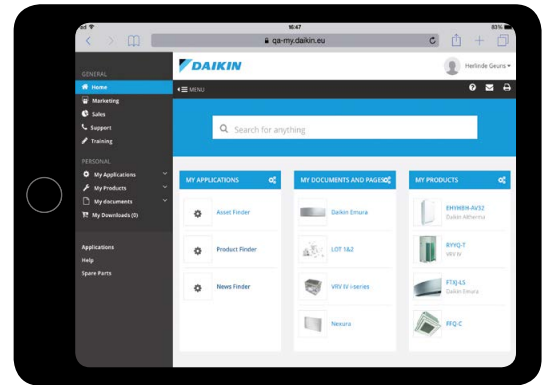 16:47
83%
qa-my.daikin.eu
DAIKIN
Herlinde Geuns
MENU
GENERAL
Home
Marketing
Sales
Support
Training
PERSONAL
My Applications
My Products
My documents
My Downloads (0)
Applications
Help
Spare Parts
Search for anything
MY APPLICATIONS
Asset Finder
Product Finder
News Finder
MY DOCUMENTS AND PAGES
Daikin Emura
LOT 1&2
VRV IV i-series
Nexura
MY PRODUCTS
EHYHBH-AV32
Daikin Altherma
RYYQ-T
VRV IV
FTXJ-LS
Daikin Emura
FFQ-C